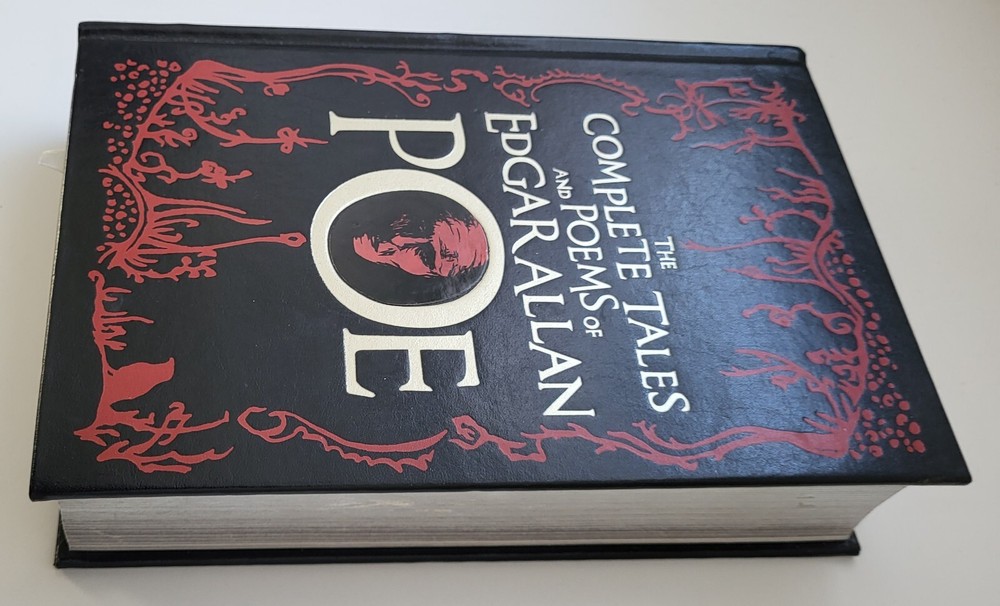 THE
COMPLETE TALES
AND POEMS OF
EDGAR ALLAN
POE